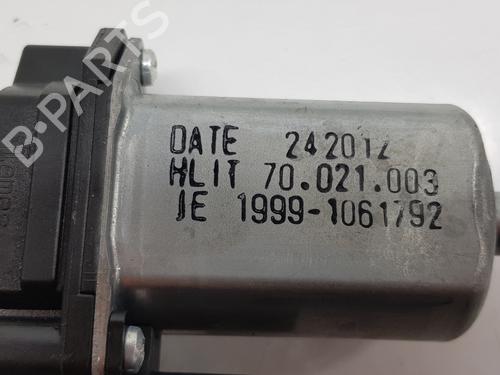 B-PARTS
DATE 242012
HLIT 70.021.003
JE 1999-1061792